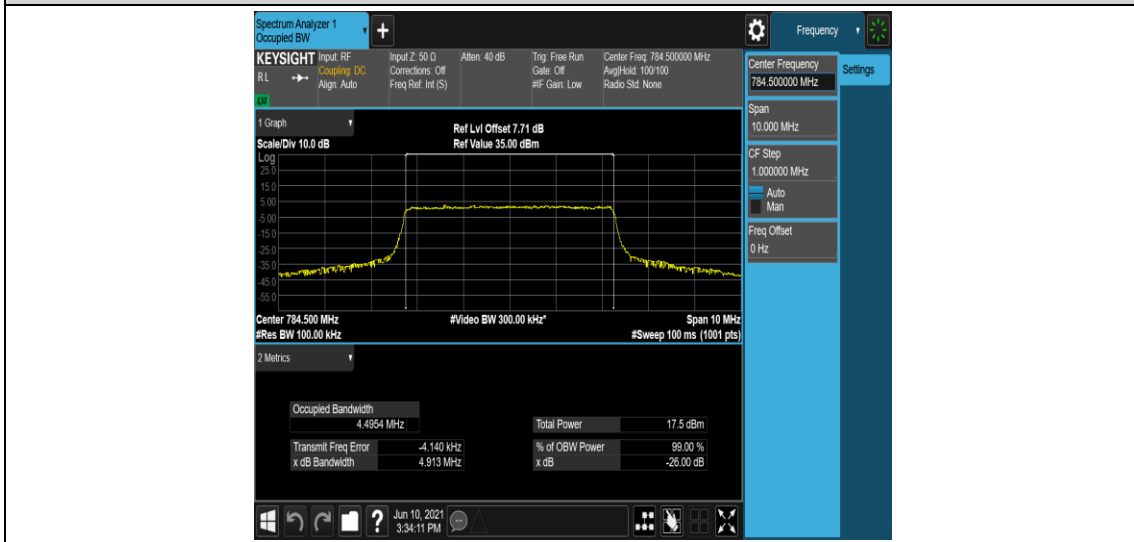 Spectrum Analyzer 1
Occupied BW
+
Frequency
KEYSIGHT
Input: RF
Coupling: DC
Align: Auto
Input Z: 50 Ω
Corrections: Off
Freq Ref: Int (S)
Atten: 40 dB
Trig: Free Run
Gate: Off
#IF Gain: Low
Center Freq: 784.500000 MHz
Avg|Hold: 100/100
Radio Std: None
RL
LXI
Center Frequency
784.500000 MHz
Settings
Span
10.000 MHz
CF Step
1.000000 MHz
Auto
Man
Freq Offset
0 Hz
1 Graph
Ref Lvl Offset 7.71 dB
Scale/Div 10.0 dB
Ref Value 35.00 dBm
Log
25.0
15.0
5.00
-5.00
-15.0
-25.0
-35.0
-45.0
-55.0
Center 784.500 MHz
#Video BW 300.00 kHz*
Span 10 MHz
#Res BW 100.00 kHz
#Sweep 100 ms (1001 pts)
2 Metrics
Occupied Bandwidth
4.4954 MHz
Total Power 17.5 dBm
Transmit Freq Error -4.140 kHz
% of OBW Power 99.00 %
x dB Bandwidth 4.913 MHz
x dB -26.00 dB
?
Jun 10, 2021
3:34:11 PM